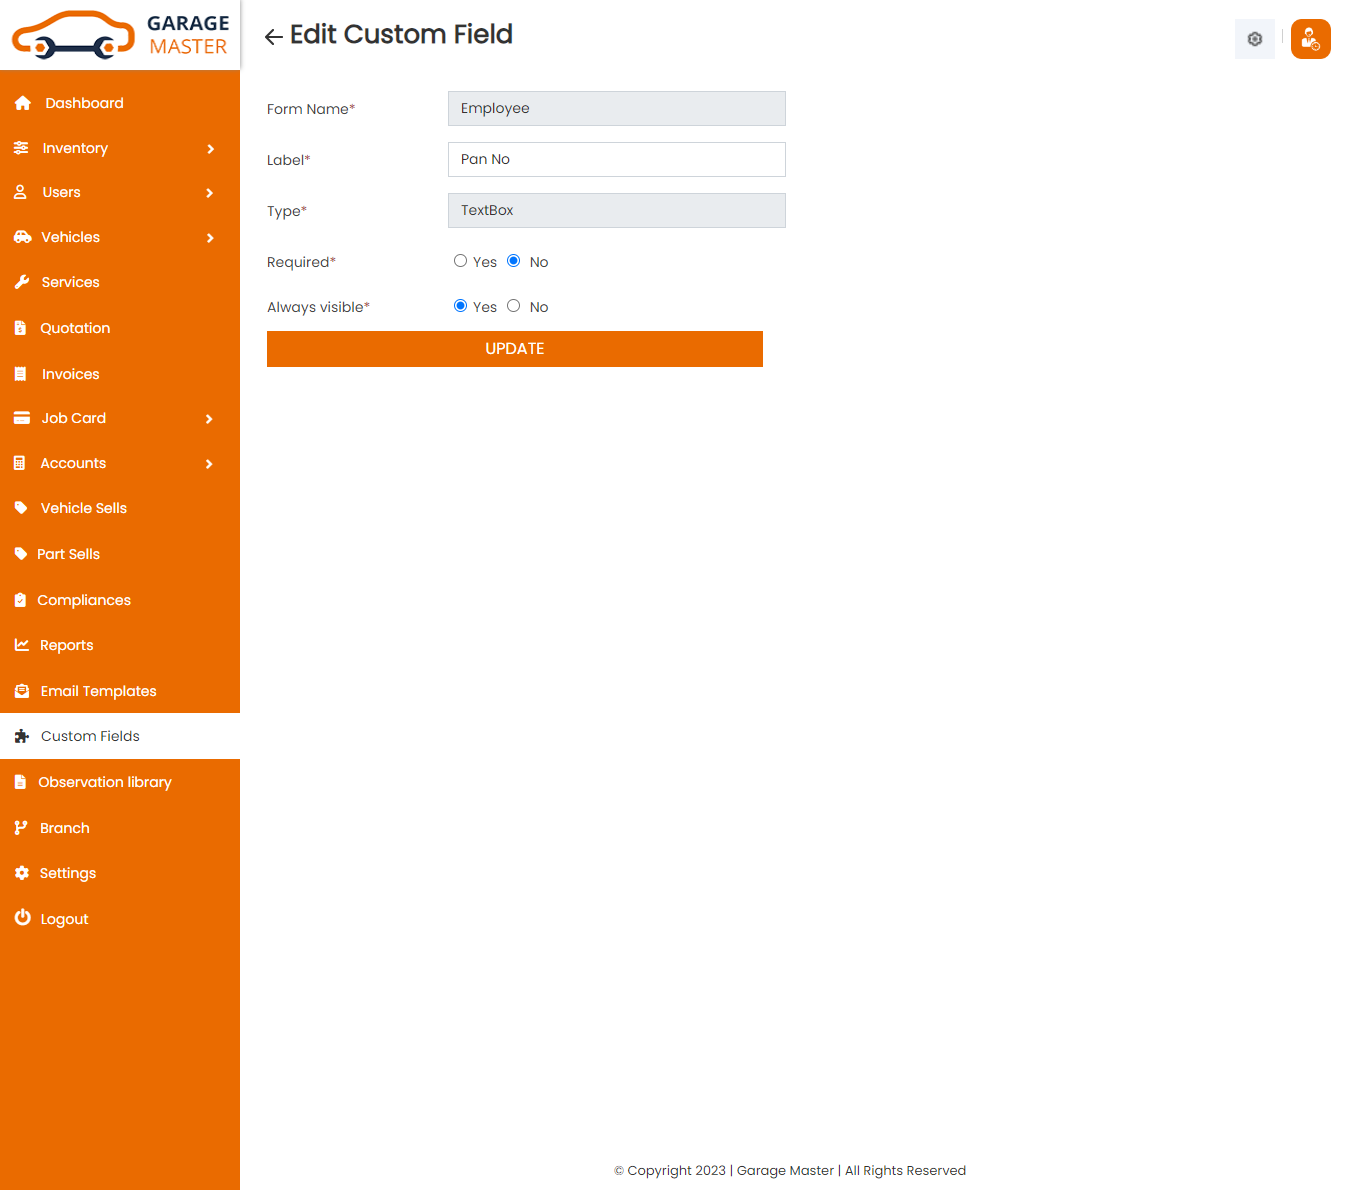 GARAGE
MASTER
Edit Custom Field
Dashboard
Inventory
Users
Vehicles
Services
Quotation
Invoices
Job Card
Accounts
Vehicle Sells
Part Sells
Compliances
Reports
Email Templates
Custom Fields
Observation library
Branch
Settings
Logout
Form Name* Employee
Label* Pan No
Type* TextBox
Required* Yes No
Always visible* Yes No
UPDATE
© Copyright 2023 | Garage Master | All Rights Reserved